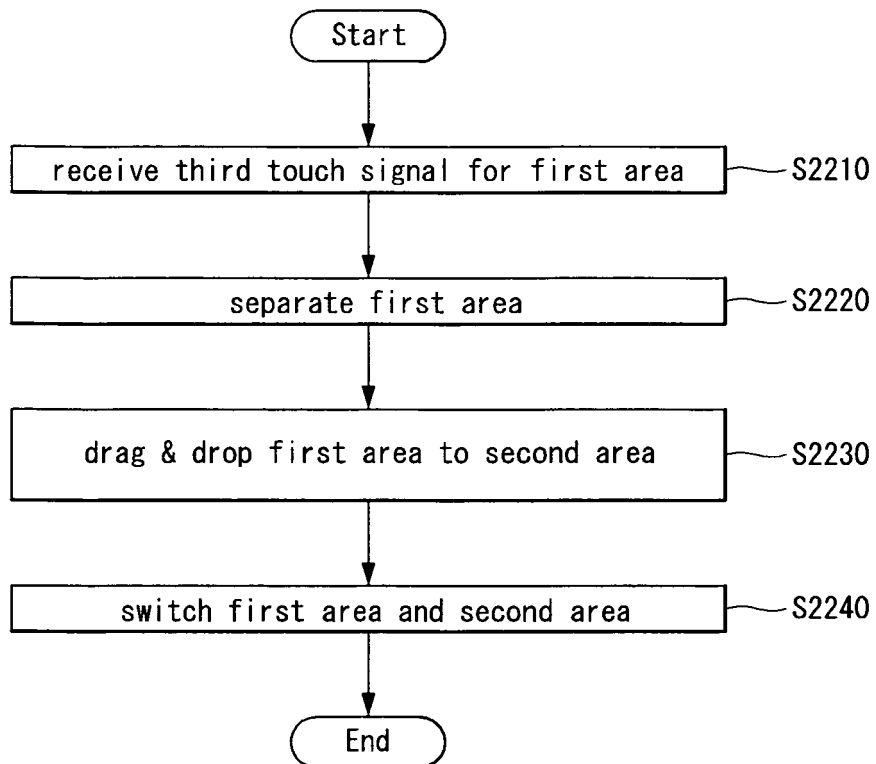 Start
receive third touch signal for first area
S2210
separate first area
S2220
drag & drop first area to second area
S2230
switch first area and second area
S2240
End